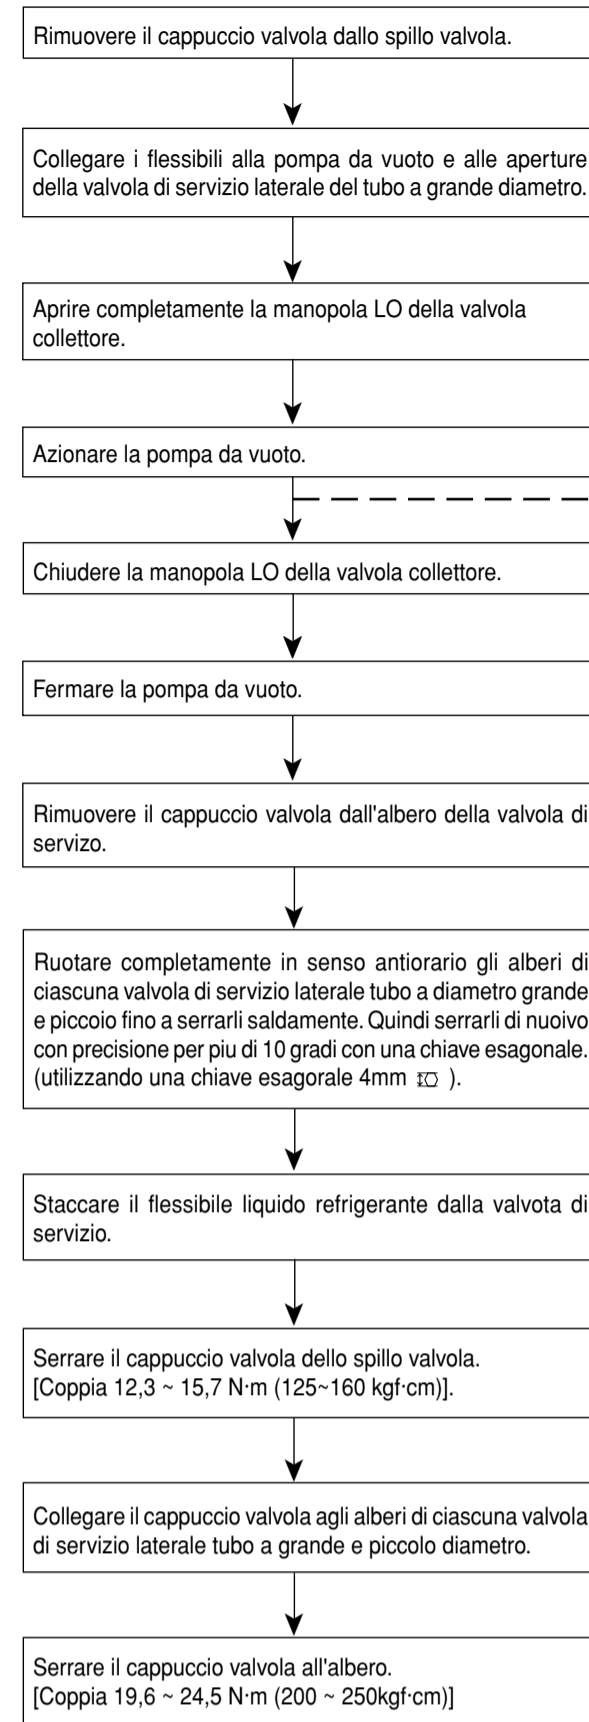 Rimuovere il cappuccio valvola dallo spillo valvola.
Collegare i flessibili alla pompa da vuoto e alle aperture
della valvola di servizio laterale del tubo a grande diametro.
Aprire completamente la manopola LO della valvola
collettore.
Azionare la pompa da vuoto.
Chiudere la manopola LO della valvola collettore.
Fermare la pompa da vuoto.
Rimuovere il cappuccio valvola dall'albero della valvola di
servizo.
Ruotare completamente in senso antiorario gli alberi di
ciascuna valvola di servizio laterale tubo a diametro grande
e piccoio fino a serrarli saldamente. Quindi serrarli di nuoivo
con precisione per piu di 10 gradi con una chiave esagonale.
(utilizzando una chiave esagorale 4mm ).
Staccare il flessibile liquido refrigerante dalla valvota di
servizio.
Serrare il cappuccio valvola dello spillo valvola.
[Coppia 12,3 ~ 15,7 N·m (125~160 kgf·cm)].
Collegare il cappuccio valvola agli alberi di ciascuna valvola
di servizio laterale tubo a grande e piccolo diametro.
Serrare il cappuccio valvola all'albero.
[Coppia 19,6 ~ 24,5 N·m (200 ~ 250kgf·cm)]